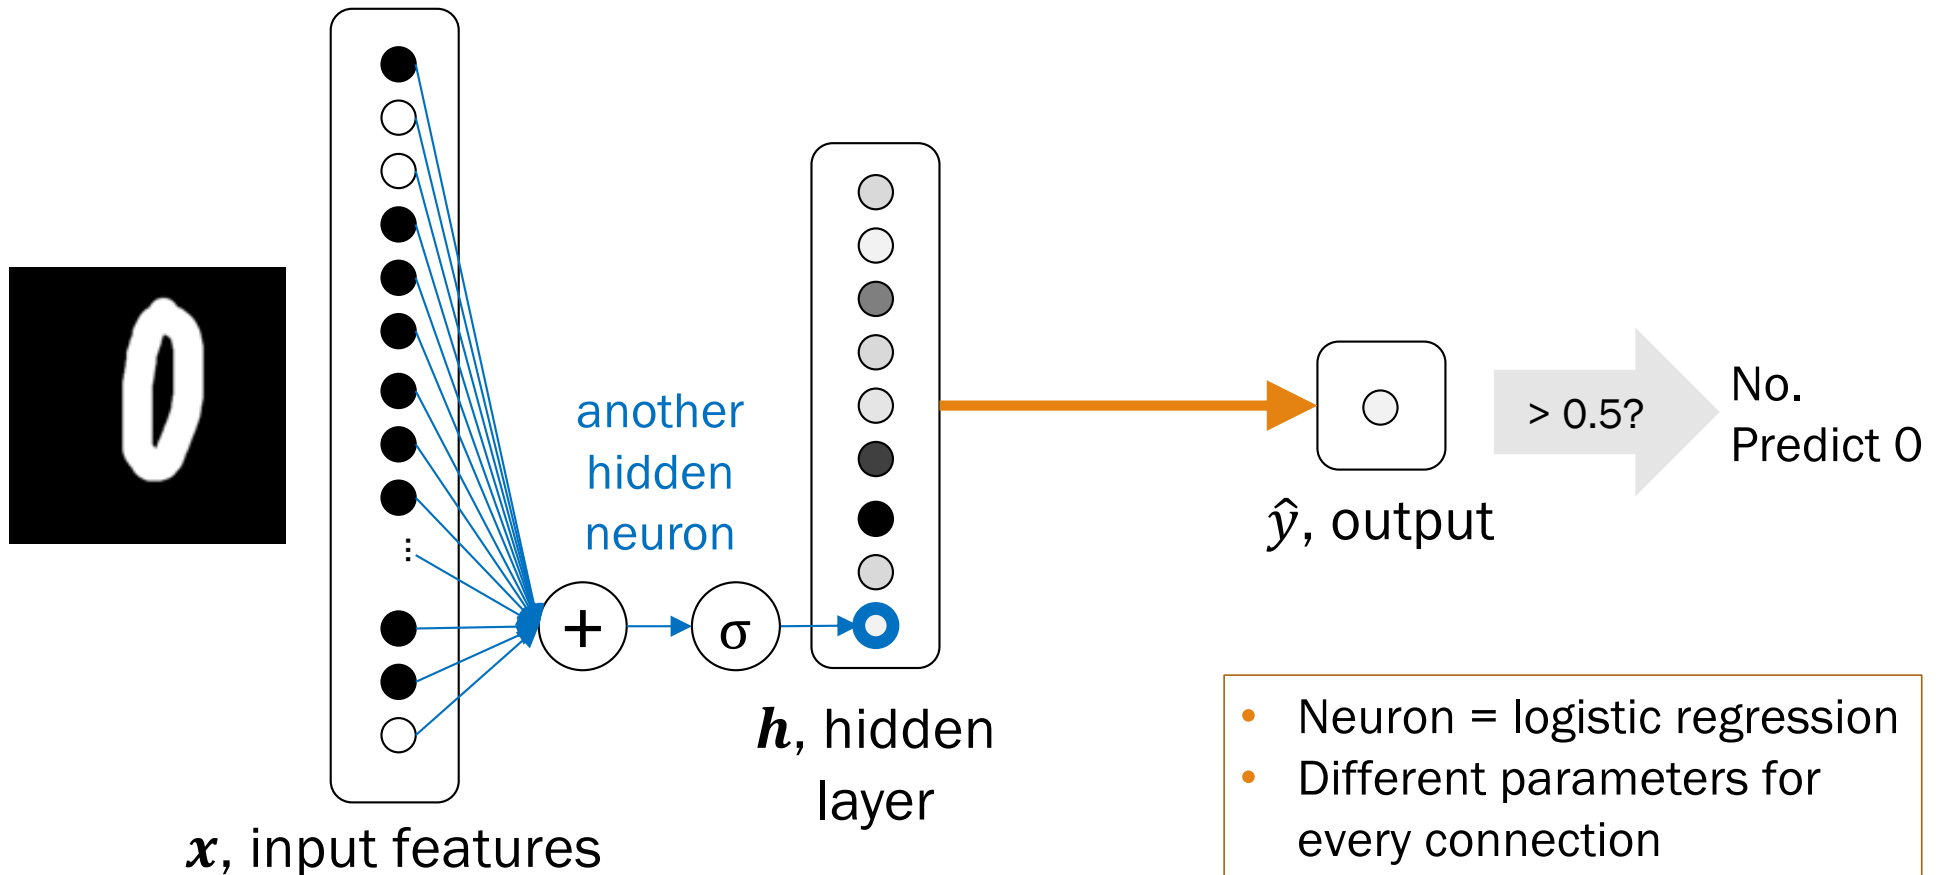 another
hidden
neuron
...
+
σ
> 0.5?
No.
Predict 0
ŷ, output
h, hidden
layer
x, input features
• Neuron = logistic regression
• Different parameters for
every connection